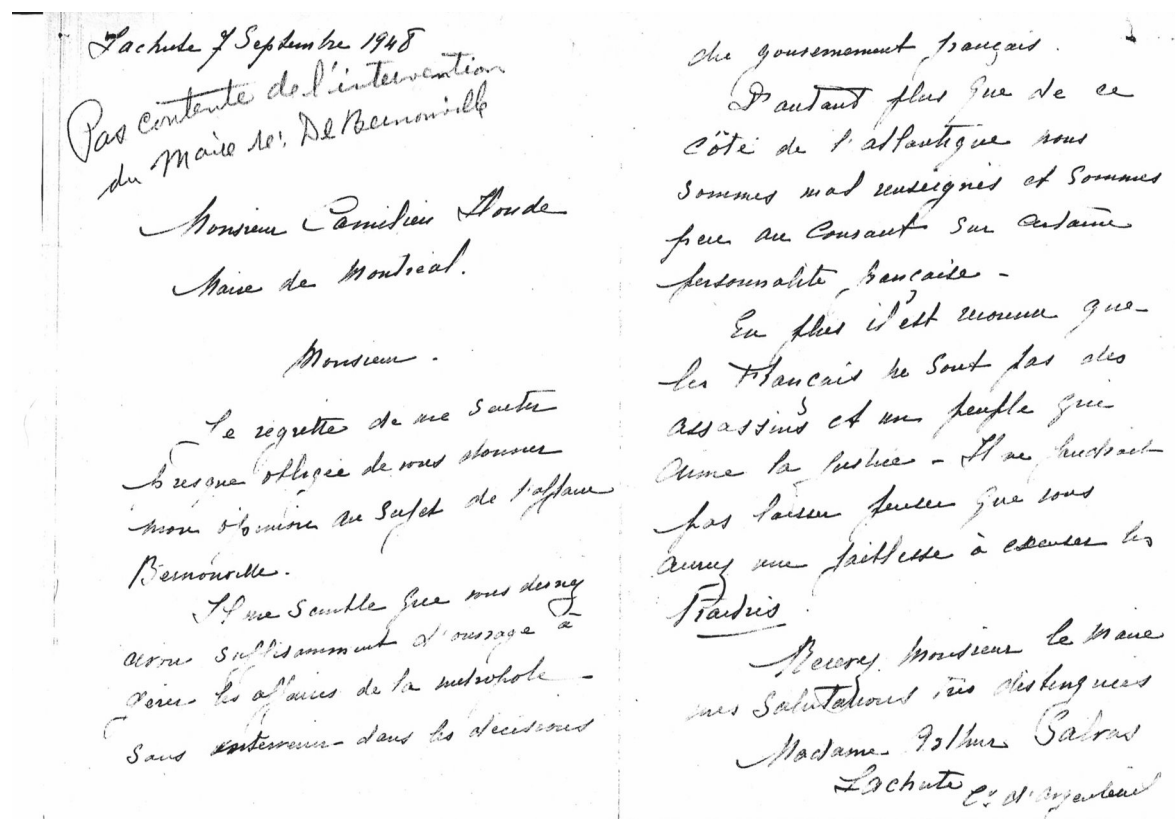 Lachute 7 Septembre 1948
Pas contente de l'intervention
du Maire re: De Bernonville
Monsieur Camilien Houde
Maire de Montréal.
Monsieur.
Je regrette de me sentir
presque obligée de vous donner
mon opinion au sujet de l'affaire
Bernonville.
Il me semble que vous devez
avoir suffisamment d'ouvrage à
gérer les affaires de la métropole
sans intervenir dans les décisions
du gouvernement français.
D'autant plus que de ce
côté de l'atlantique nous
sommes mal renseignés et sommes
peu au courant sur certaine
personnalité française -
En plus il est reconnu que
les Français ne sont pas des
assassins et un peuple qui
aime la justice - Il ne faudrait
pas laisser penser que vous
auriez une faiblesse à excuser les
traitres
Recevez Monsieur le Maire
mes salutations très distinguées
Madame Arthur
Lachute Co d'Argenteuil